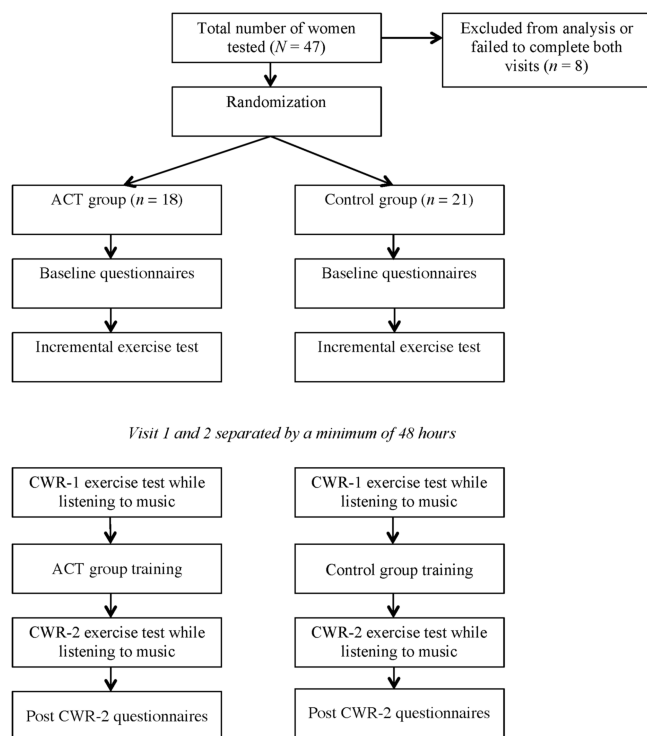 Total number of women
tested (N = 47)
Excluded from analysis or
failed to complete both
visits (n = 8)
Randomization
ACT group (n = 18)
Control group (n = 21)
Baseline questionnaires
Baseline questionnaires
Incremental exercise test
Incremental exercise test
Visit 1 and 2 separated by a minimum of 48 hours
CWR-1 exercise test while
listening to music
CWR-1 exercise test while
listening to music
ACT group training
Control group training
CWR-2 exercise test while
listening to music
CWR-2 exercise test while
listening to music
Post CWR-2 questionnaires
Post CWR-2 questionnaires